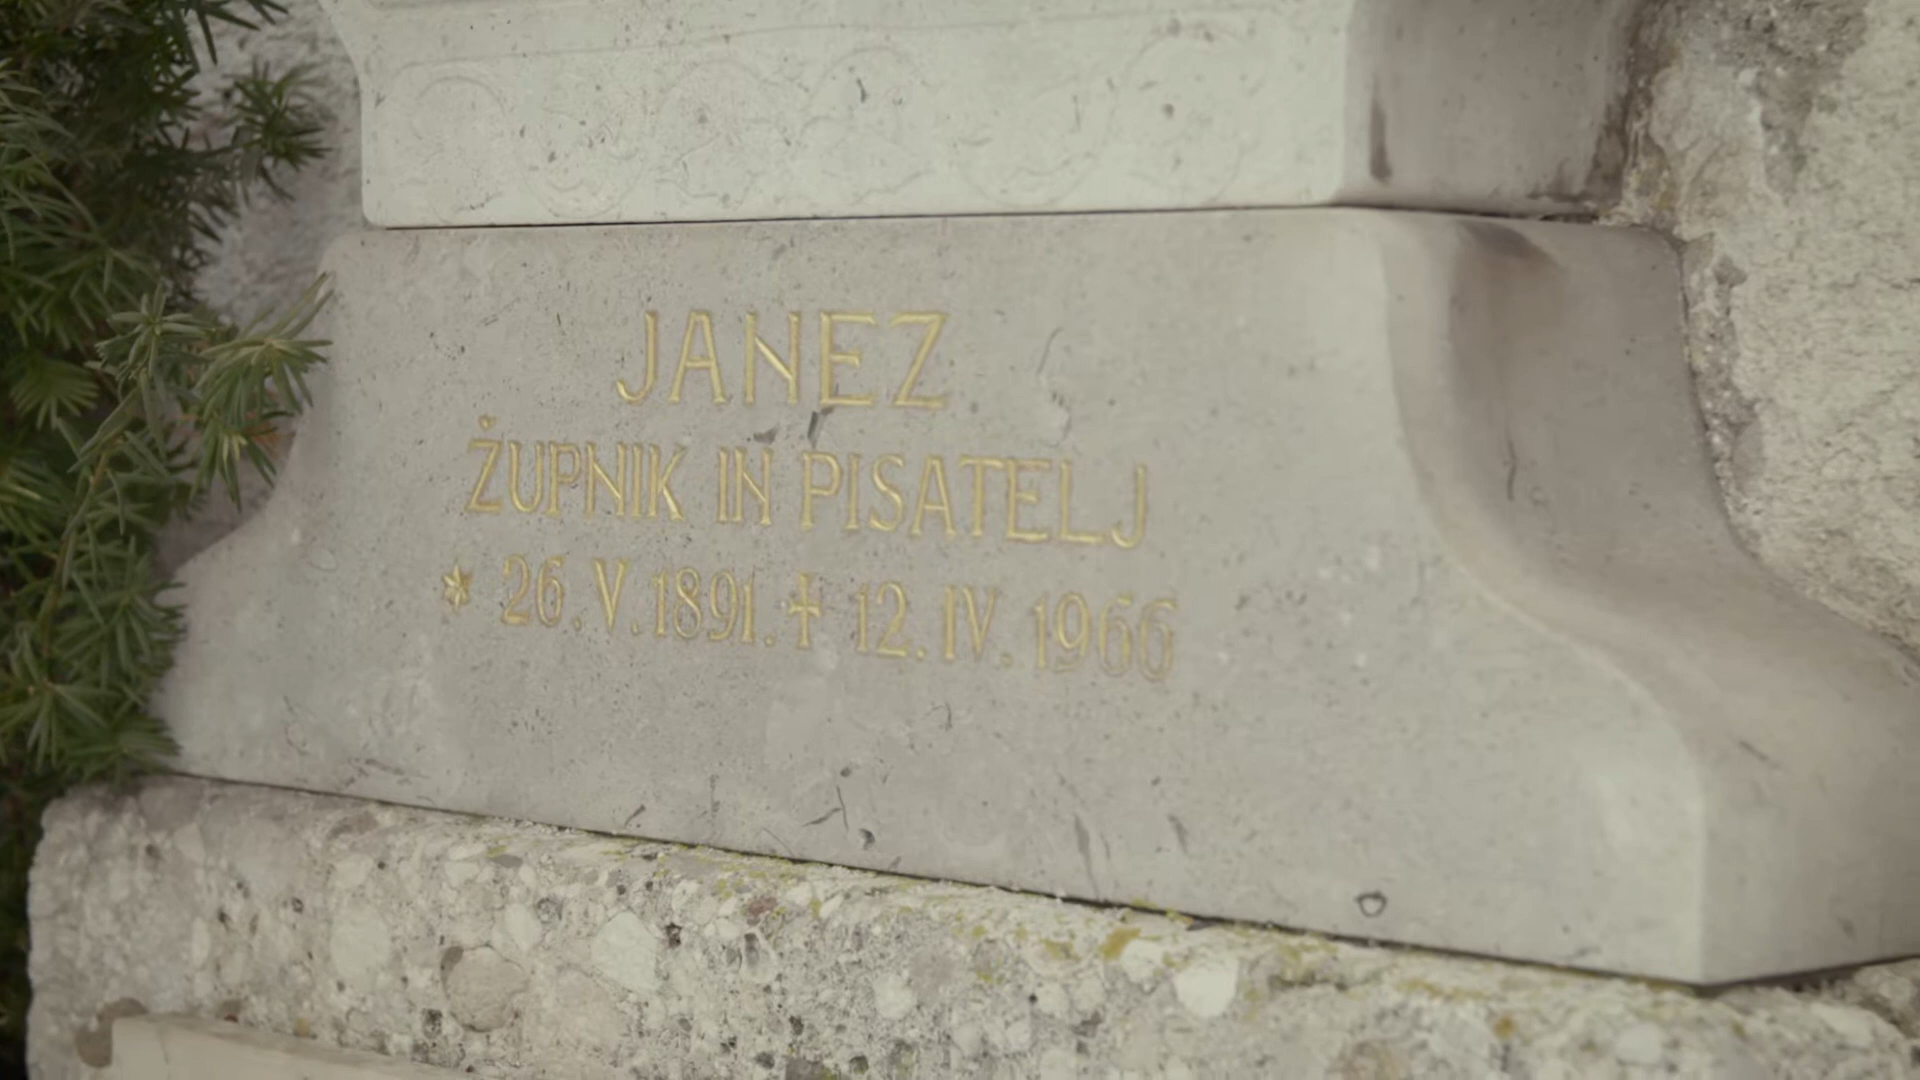 JANEZ
ŽUPNIK IN PISATELJ
* 26. V. 1891. ✝ 12. IV. 1966